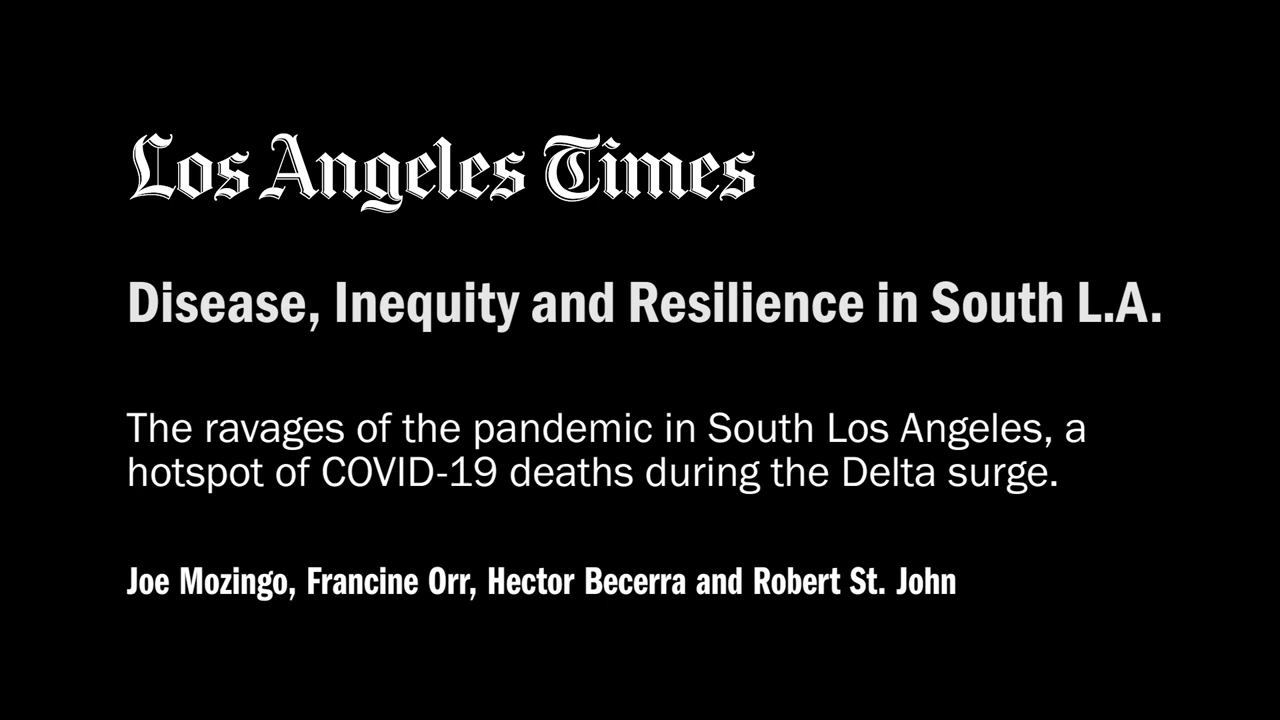 Los Angeles Times
Disease, Inequity and Resilience in South L.A.
The ravages of the pandemic in South Los Angeles, a
hotspot of COVID-19 deaths during the Delta surge.
Joe Mozingo, Francine Orr, Hector Becerra and Robert St. John